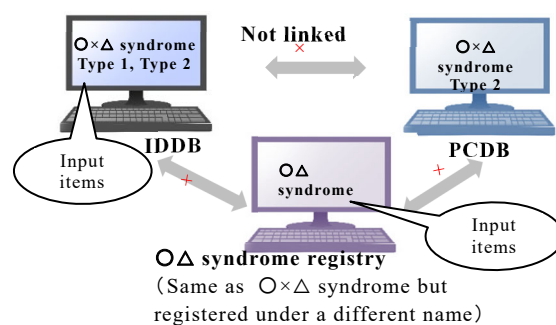 ○×△ syndrome
Type 1, Type 2
Not linked
×
○×△
syndrome
Type 2
Input
items
IDDB
PCDB
×
×
○△
syndrome
Input
items
○△ syndrome registry
（Same as ○×△ syndrome but
registered under a different name）